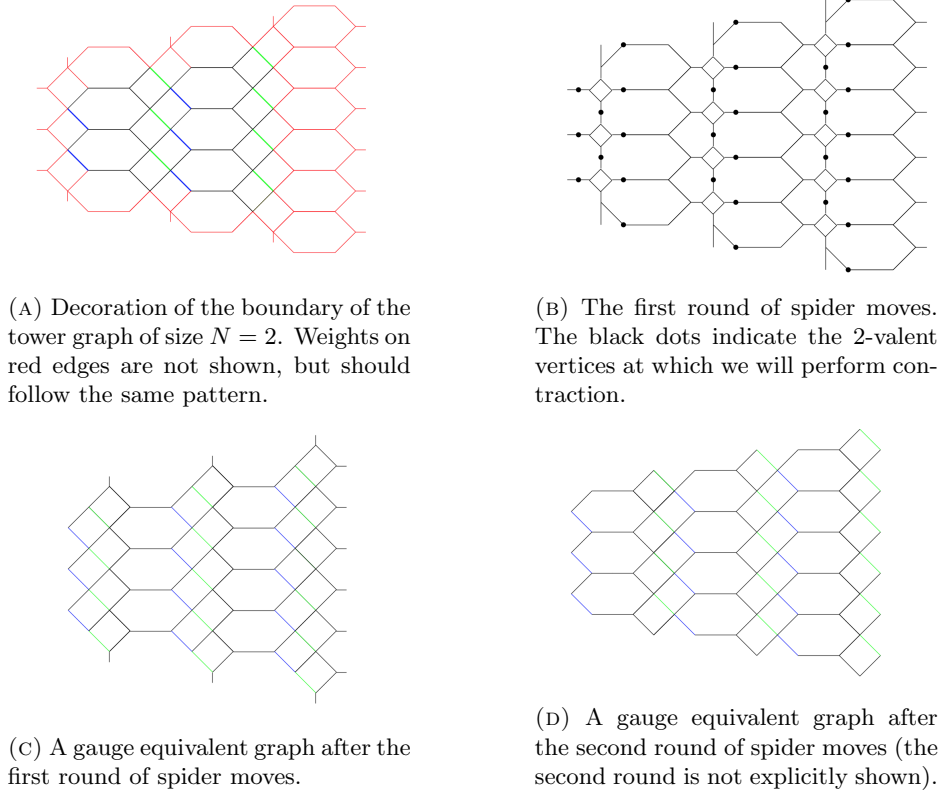 (A) Decoration of the boundary of the
tower graph of size N = 2. Weights on
red edges are not shown, but should
follow the same pattern.
(B) The first round of spider moves.
The black dots indicate the 2-valent
vertices at which we will perform con-
traction.
(C) A gauge equivalent graph after the
first round of spider moves.
(D) A gauge equivalent graph after
the second round of spider moves (the
second round is not explicitly shown).